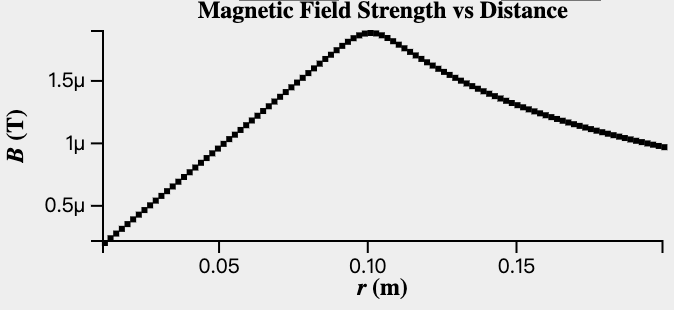 Magnetic Field Strength vs Distance
1.5μ
1μ
0.5μ
B (T)
0.05 0.10 0.15
r (m)